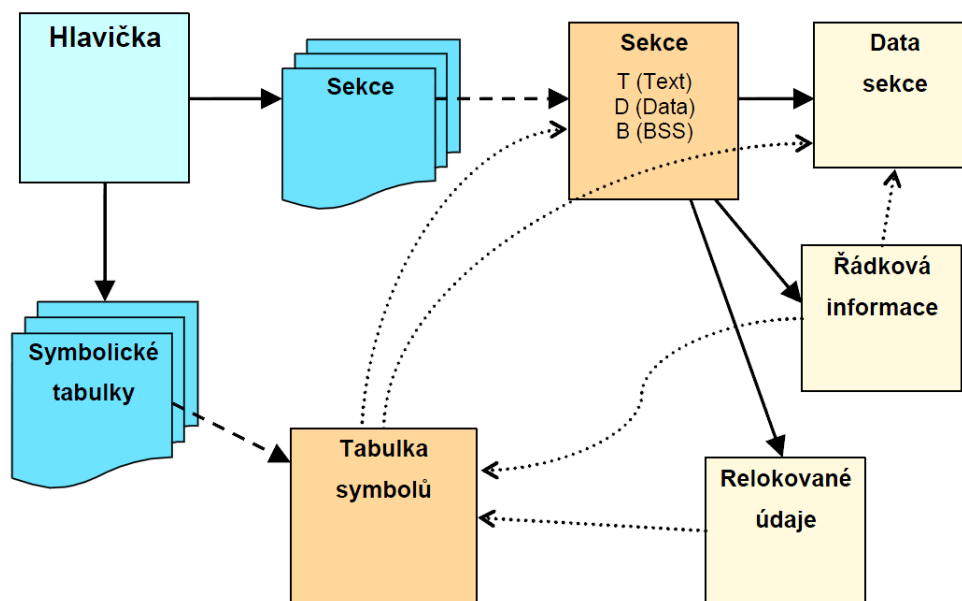 Hlavička
Sekce
Sekce
T (Text)
D (Data)
B (BSS)
Data
sekce
Řádková
informace
Symbolické
tabulky
Tabulka
symbolů
Relokované
údaje